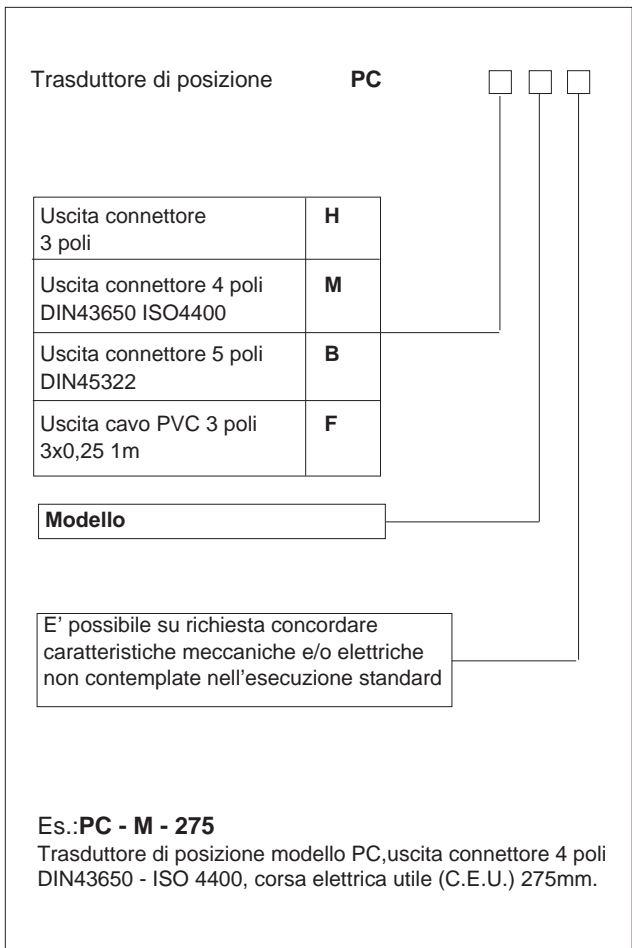 Trasduttore di posizione PC
Uscita connettore H
3 poli
Uscita connettore 4 poli M
DIN43650 ISO4400
Uscita connettore 5 poli B
DIN45322
Uscita cavo PVC 3 poli F
3x0,25 1m
Modello
E' possibile su richiesta concordare
caratteristiche meccaniche e/o elettriche
non contemplate nell'esecuzione standard
Es.:PC - M - 275
Trasduttore di posizione modello PC,uscita connettore 4 poli
DIN43650 - ISO 4400, corsa elettrica utile (C.E.U.) 275mm.